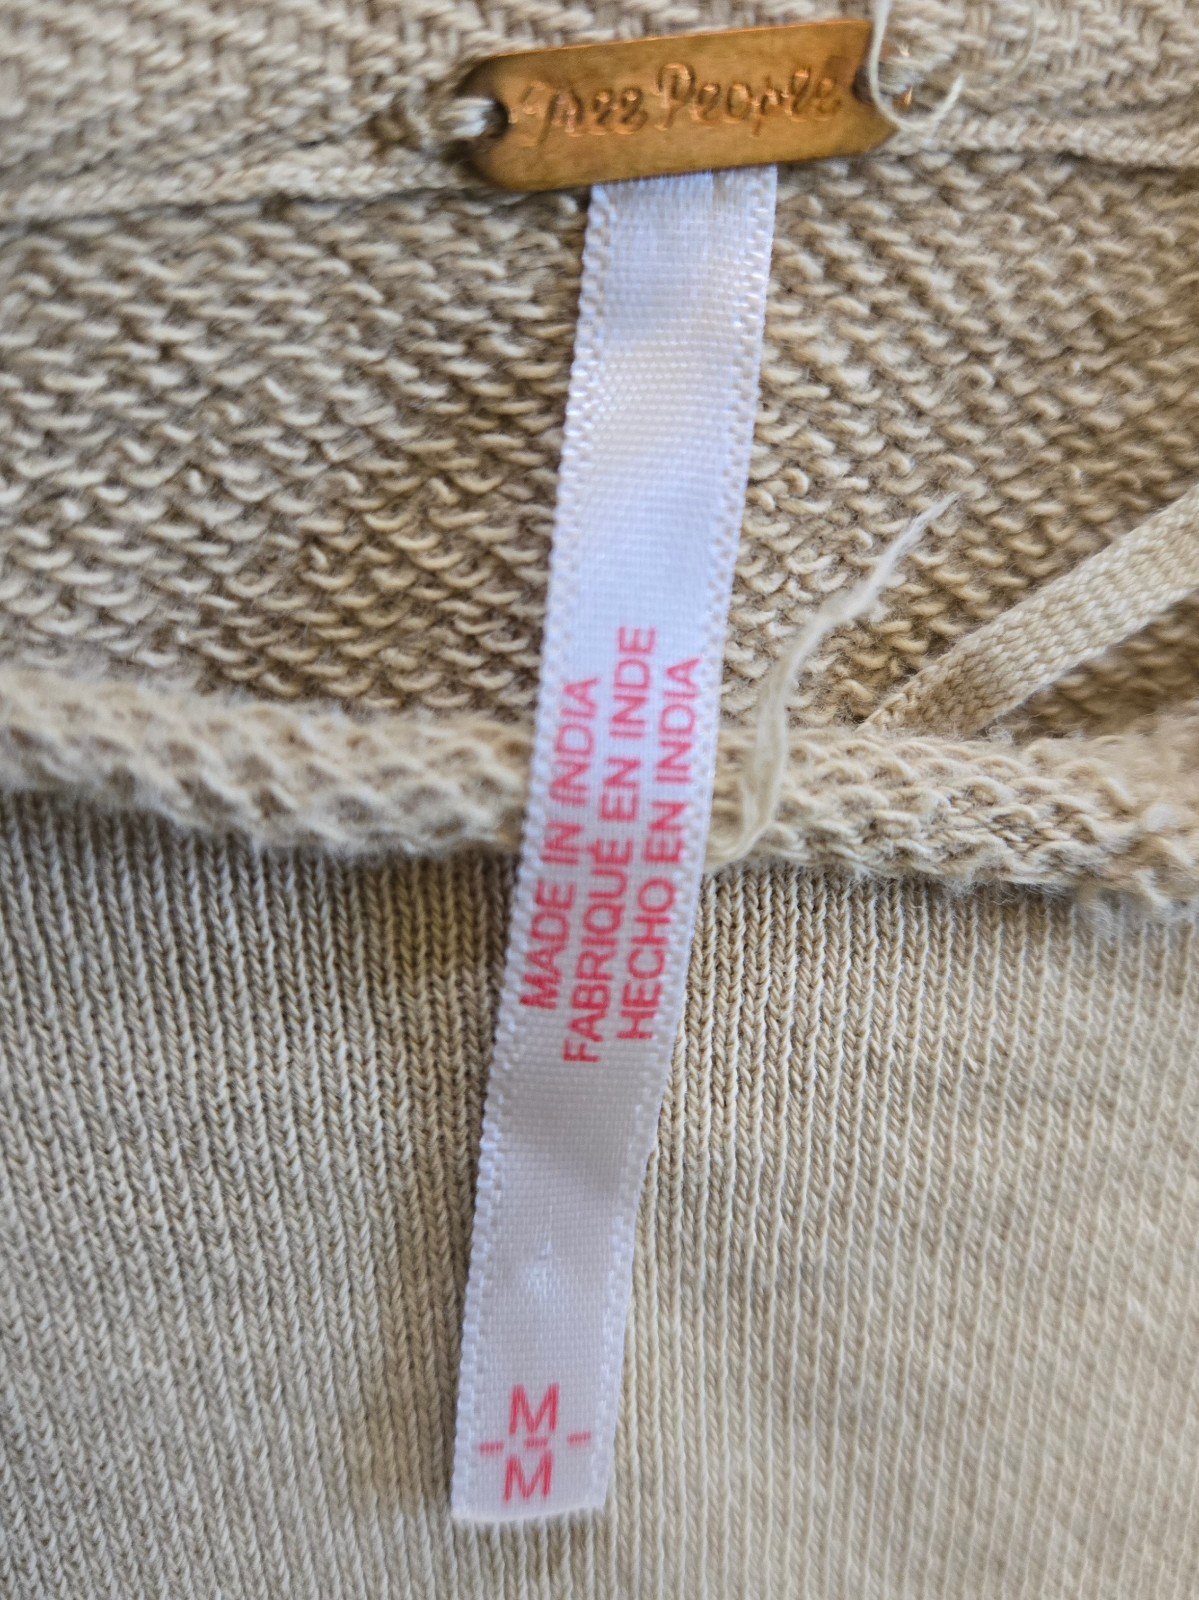 Free People
MADE IN INDIA
FABRIQUÉ EN INDE
HECHO EN INDIA
M
M